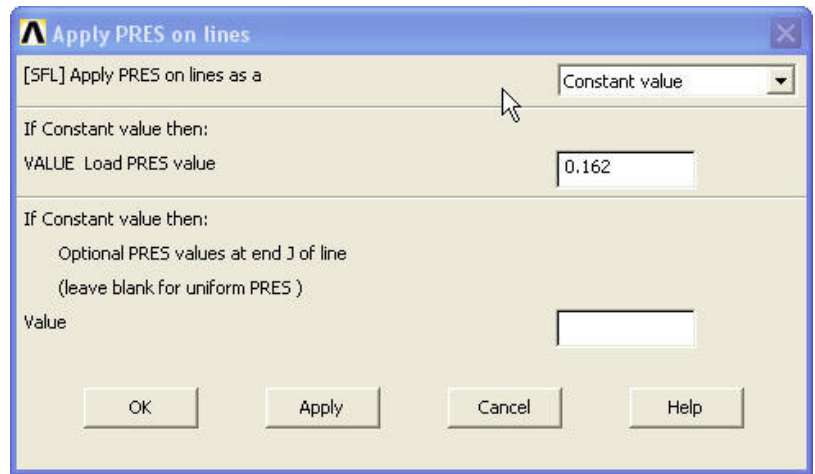 Apply PRES on lines
[SFL] Apply PRES on lines as a
Constant value
If Constant value then:
VALUE Load PRES value
0.162
If Constant value then:
Optional PRES values at end J of line
(leave blank for uniform PRES )
Value
OK
Apply
Cancel
Help